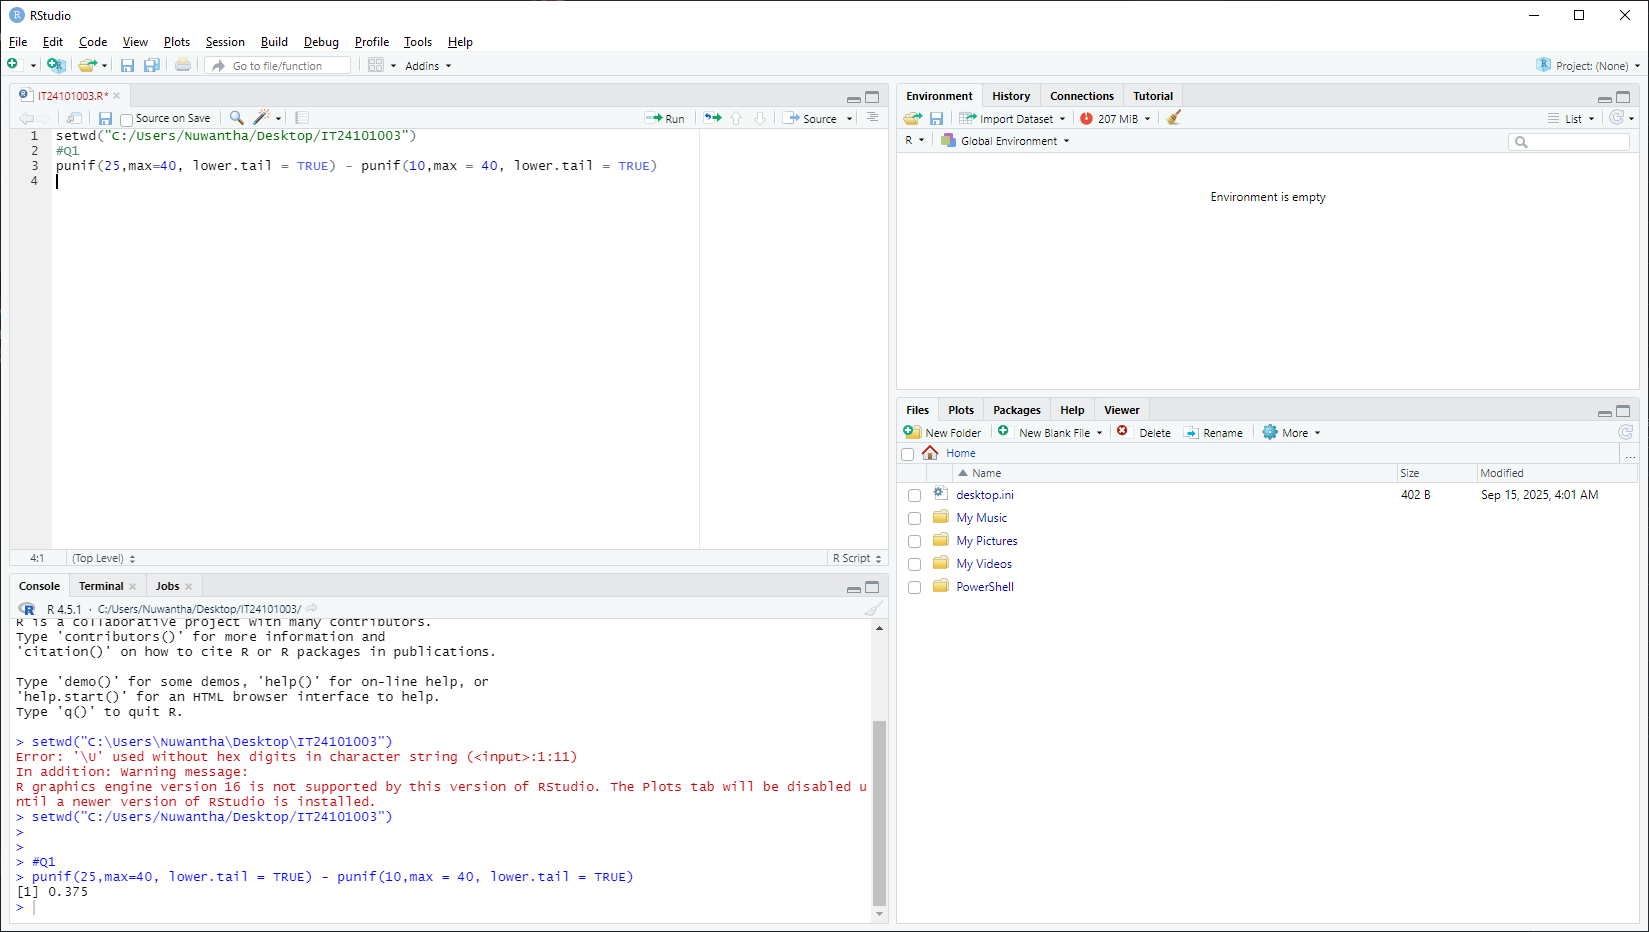 RStudio
File Edit Code View Plots Session Build Debug Profile Tools Help
Go to file/function Addins Project: (None)
IT24101003.R*
Source on Save Run Source
1 setwd("C:/Users/Nuwantha/Desktop/IT24101003")
2 #Q1
3 punif(25,max=40, lower.tail = TRUE) - punif(10,max = 40, lower.tail = TRUE)
4
4:1 (Top Level) R Script
Console Terminal Jobs
R 4.5.1 · C:/Users/Nuwantha/Desktop/IT24101003/
R is a collaborative project with many contributors.
Type 'contributors()' for more information and
'citation()' on how to cite R or R packages in publications.
Type 'demo()' for some demos, 'help()' for on-line help, or
'help.start()' for an HTML browser interface to help.
Type 'q()' to quit R.
> setwd("C:\Users\Nuwantha\Desktop\IT24101003")
Error: '\U' used without hex digits in character string (<input>:1:11)
In addition: Warning message:
R graphics engine version 16 is not supported by this version of RStudio. The Plots tab will be disabled u
ntil a newer version of RStudio is installed.
> setwd("C:/Users/Nuwantha/Desktop/IT24101003")
>
>
> #Q1
> punif(25,max=40, lower.tail = TRUE) - punif(10,max = 40, lower.tail = TRUE)
[1] 0.375
>
Environment History Connections Tutorial
Import Dataset 207 MiB List
R Global Environment
Environment is empty
Files Plots Packages Help Viewer
New Folder New Blank File Delete Rename More
Home ...
Name Size Modified
desktop.ini 402 B Sep 15, 2025, 4:01 AM
My Music
My Pictures
My Videos
PowerShell